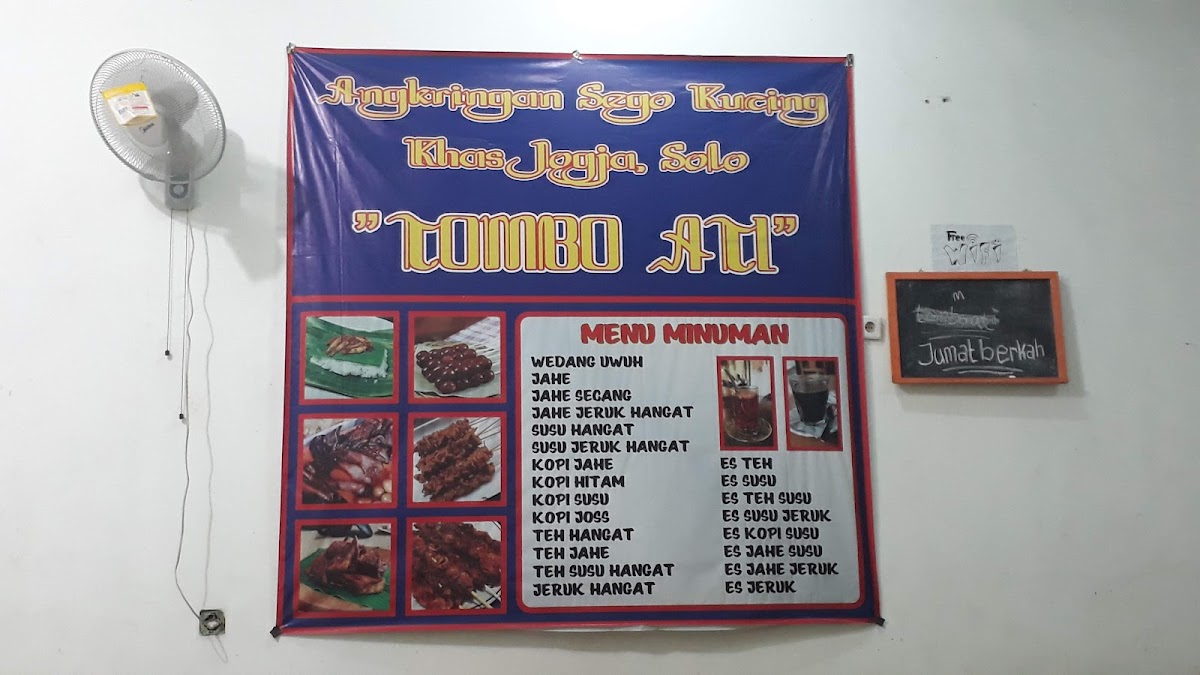 Angkringan Sego Kucing
Khas Jogja, Solo
"TOMBO ATI"
MENU MINUMAN
WEDANG UWUH
JAHE
JAHE SECANG
JAHE JERUK HANGAT
SUSU HANGAT
SUSU JERUK HANGAT
KOPI JAHE
KOPI HITAM
KOPI SUSU
KOPI JOSS
TEH HANGAT
TEH JAHE
TEH SUSU HANGAT
JERUK HANGAT
ES TEH
ES SUSU
ES TEH SUSU
ES SUSU JERUK
ES KOPI SUSU
ES JAHE SUSU
ES JAHE JERUK
ES JERUK
Free
WiFi
m
Jumat berkah